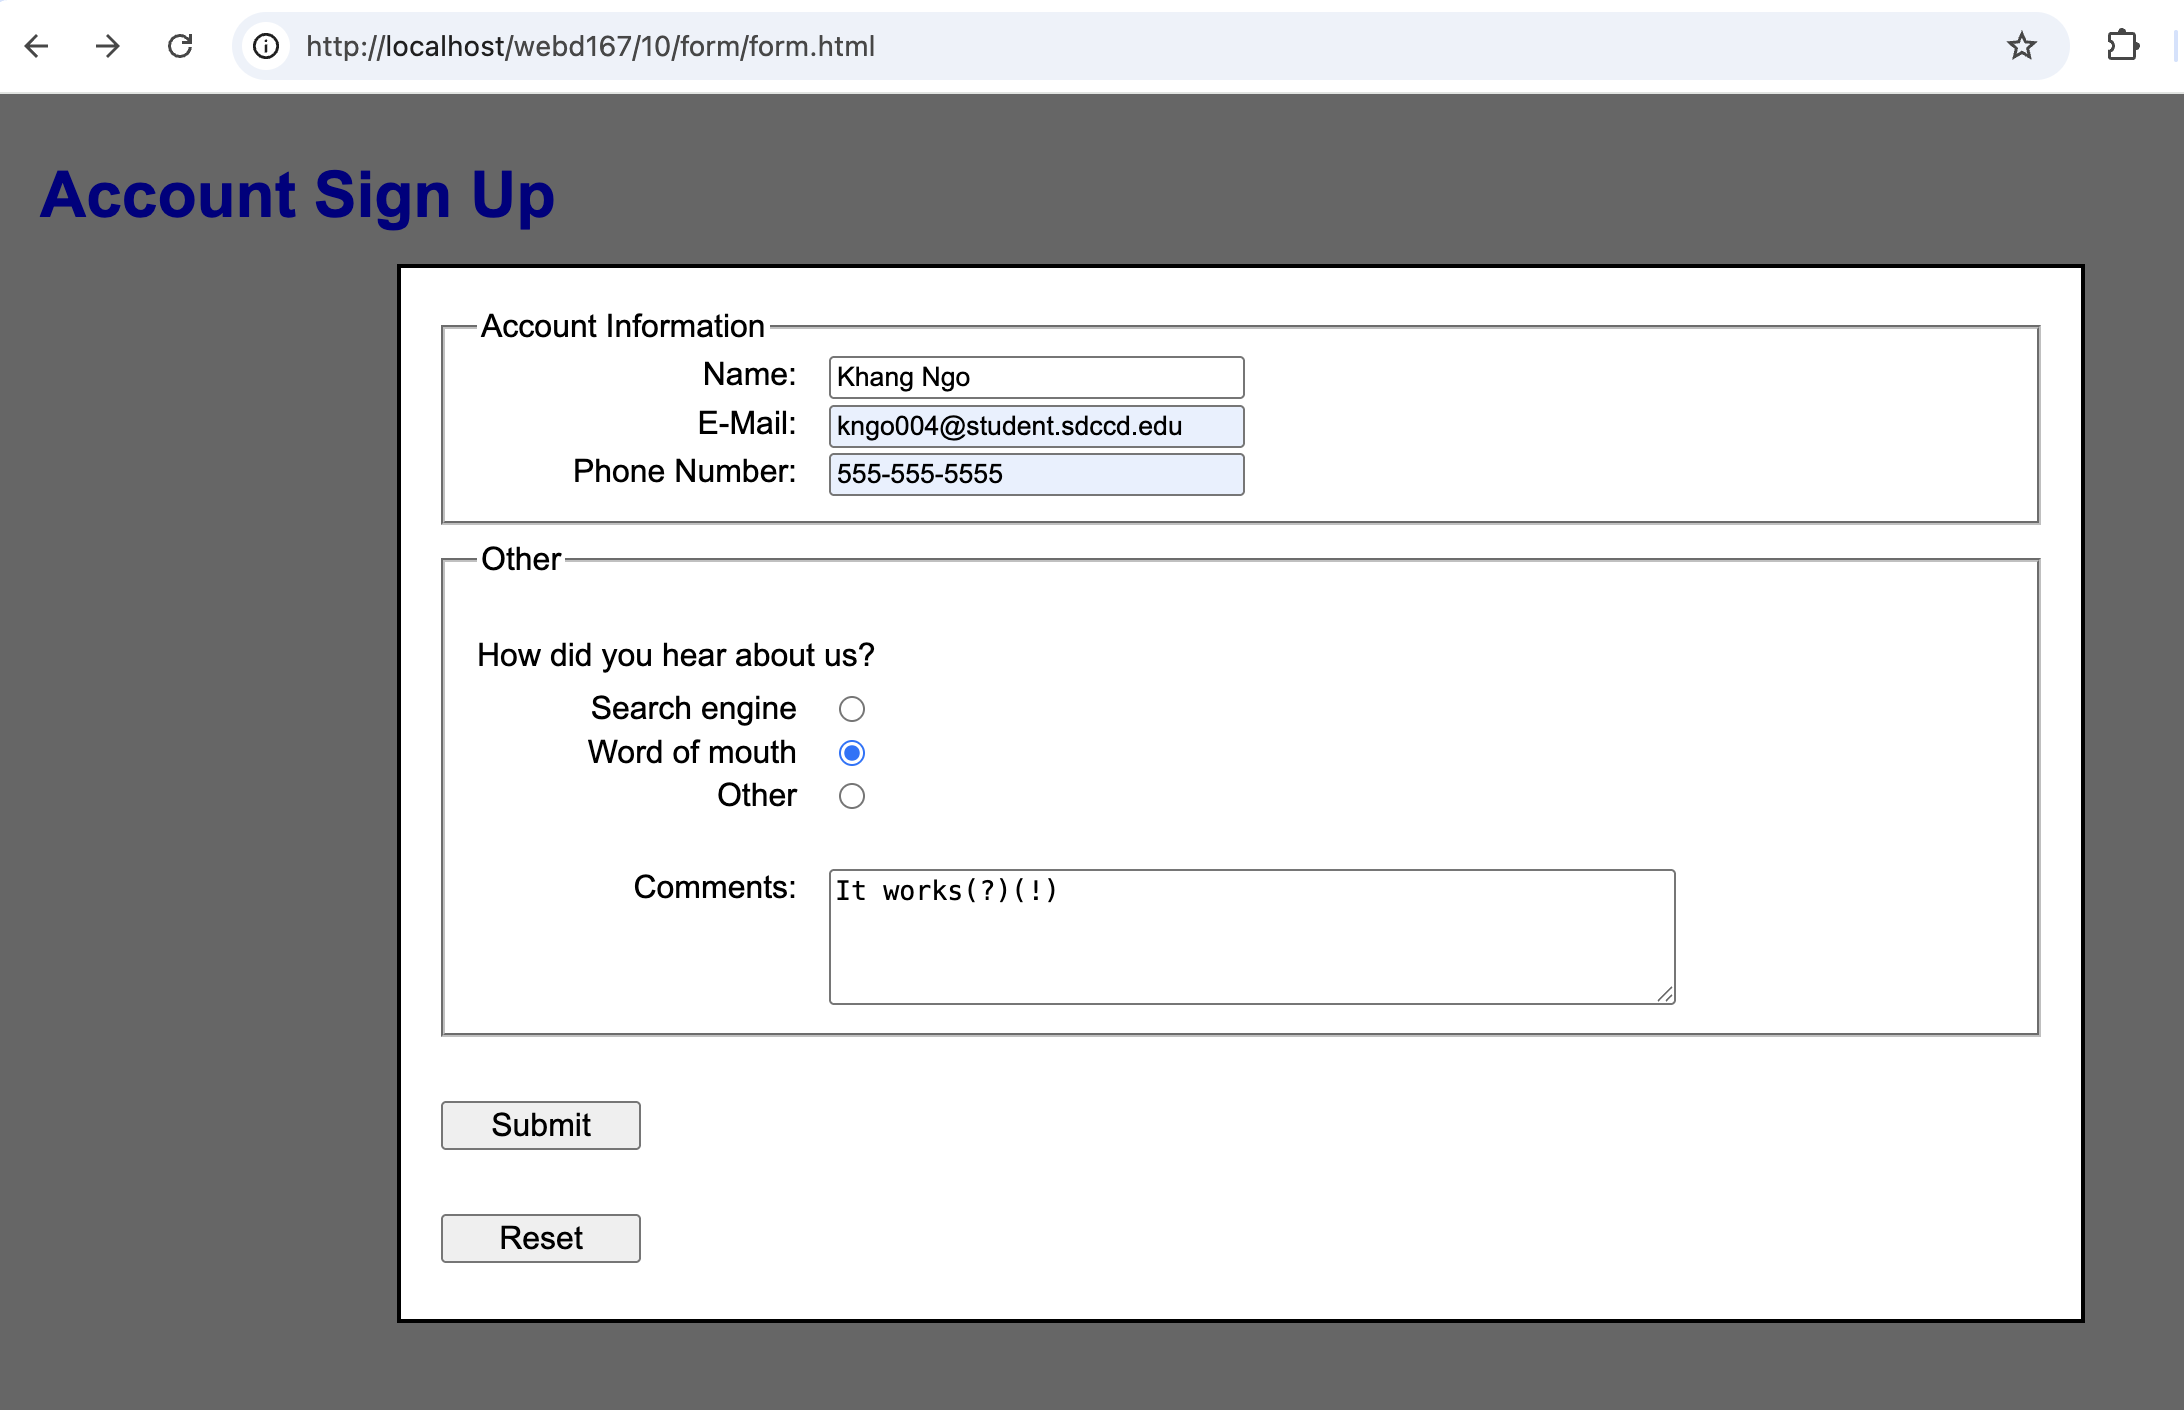 http://localhost/webd167/10/form/form.html
Account Sign Up
Account Information
Name: Khang Ngo
E-Mail: kngo004@student.sdccd.edu
Phone Number: 555-555-5555
Other
How did you hear about us?
Search engine
Word of mouth
Other
Comments: It works(?)(!)
Submit
Reset